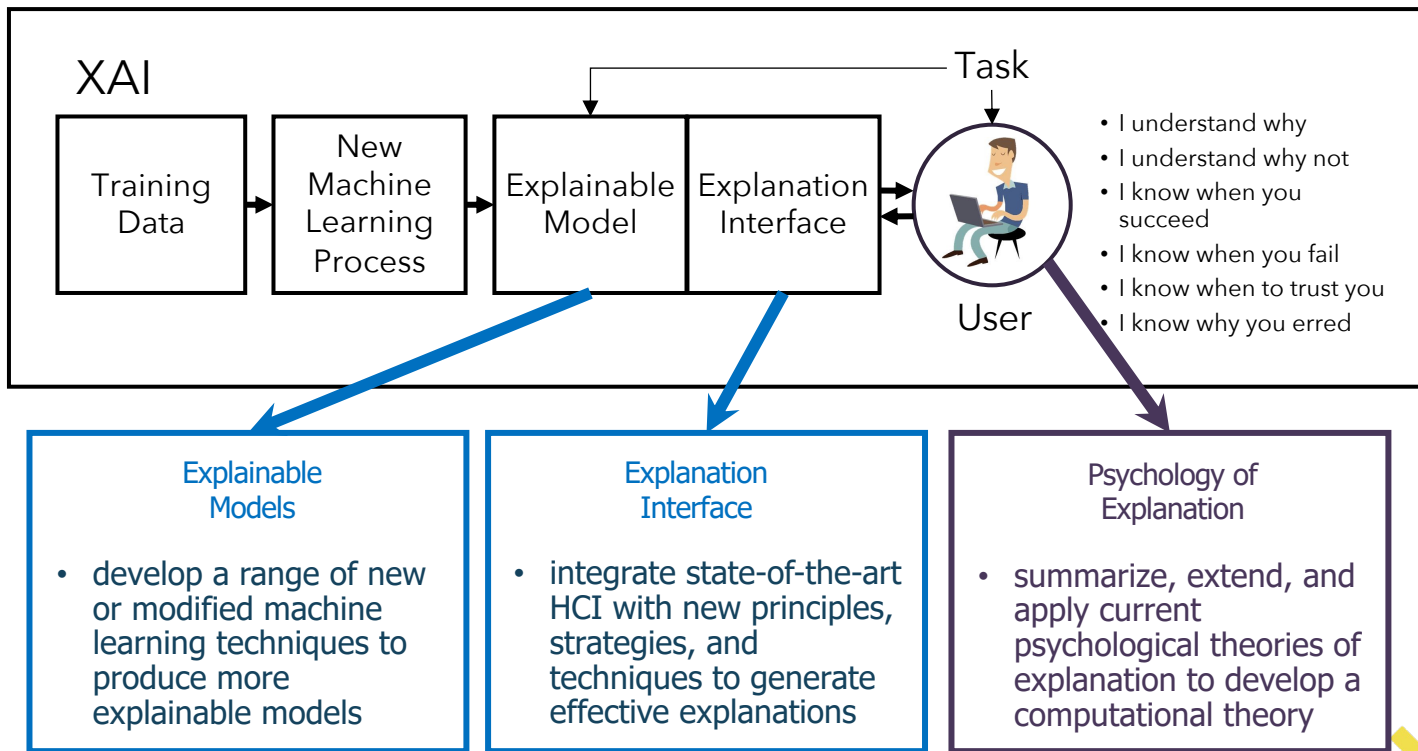 XAI
Task
Training
Data
New
Machine
Learning
Process
Explainable
Model
Explanation
Interface
User
• I understand why
• I understand why not
• I know when you
succeed
• I know when you fail
• I know when to trust you
• I know why you erred
Explainable
Models
• develop a range of new
or modified machine
learning techniques to
produce more
explainable models
Explanation
Interface
• integrate state-of-the-art
HCI with new principles,
strategies, and
techniques to generate
effective explanations
Psychology of
Explanation
• summarize, extend, and
apply current
psychological theories of
explanation to develop a
computational theory